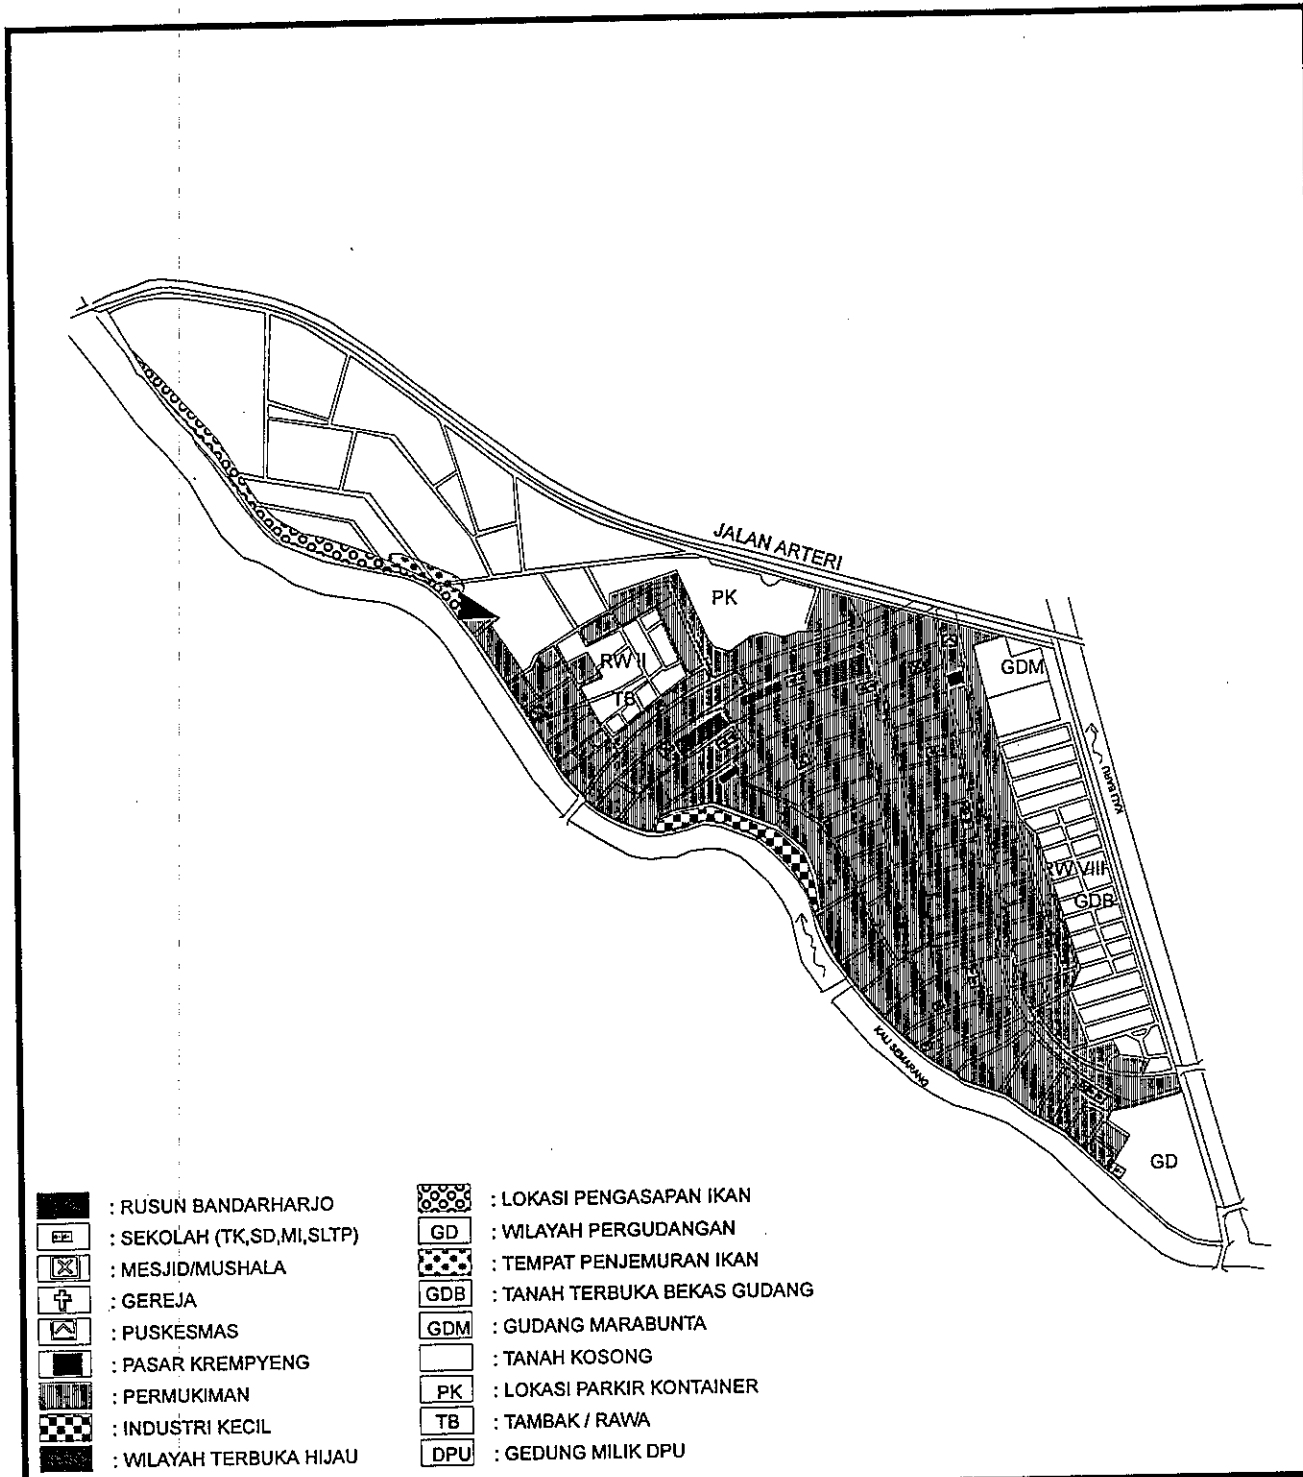 JALAN ARTERI
PK
RW II
TB
GDM
KALI BARU
RW VIII
GDB
KALI SEMARANG
GD
: RUSUN BANDARHARJO
: SEKOLAH (TK,SD,MI,SLTP)
: MESJID/MUSHALA
: GEREJA
: PUSKESMAS
: PASAR KREMPYENG
: PERMUKIMAN
: INDUSTRI KECIL
: WILAYAH TERBUKA HIJAU
: LOKASI PENGASAPAN IKAN
GD : WILAYAH PERGUDANGAN
: TEMPAT PENJEMURAN IKAN
GDB : TANAH TERBUKA BEKAS GUDANG
GDM : GUDANG MARABUNTA
: TANAH KOSONG
PK : LOKASI PARKIR KONTAINER
TB : TAMBAK / RAWA
DPU : GEDUNG MILIK DPU